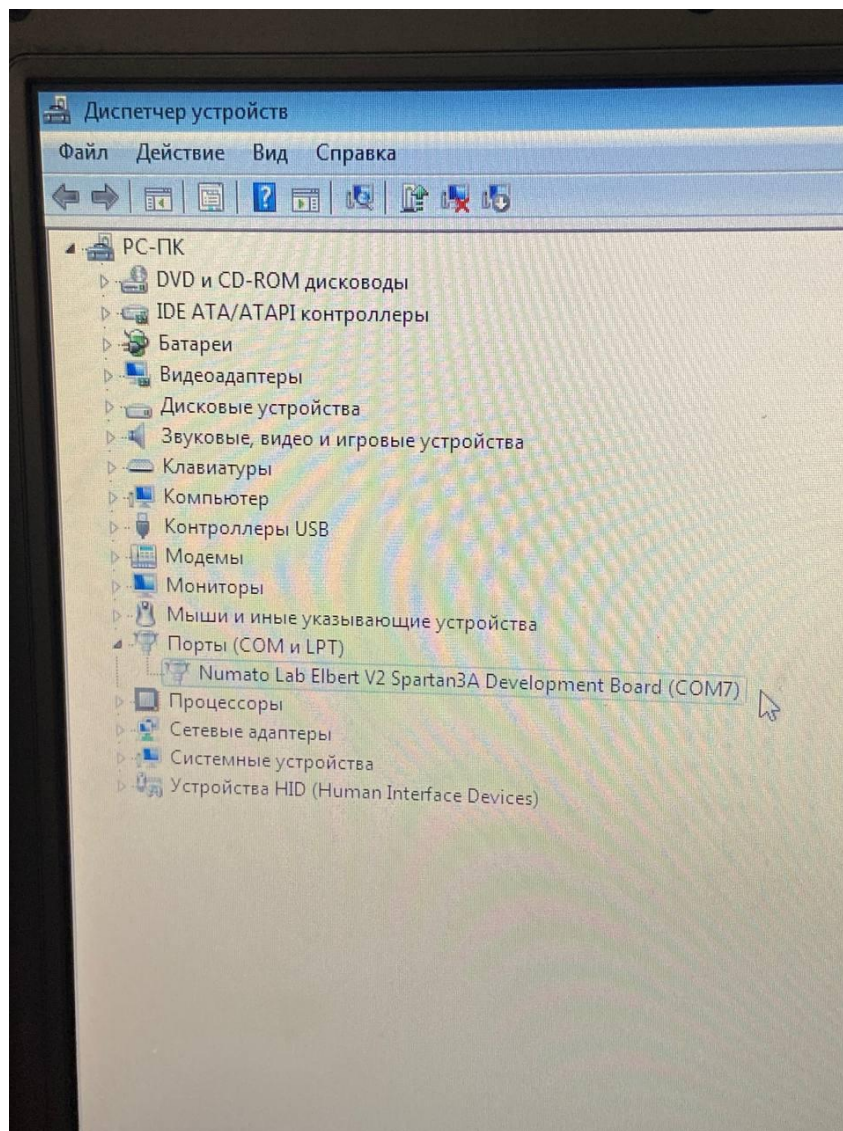 Диспетчер устройств
Файл Действие Вид Справка
РС-ПК
DVD и CD-ROM дисководы
IDE ATA/ATAPI контроллеры
Батареи
Видеоадаптеры
Дисковые устройства
Звуковые, видео и игровые устройства
Клавиатуры
Компьютер
Контроллеры USB
Модемы
Мониторы
Мыши и иные указывающие устройства
Порты (COM и LPT)
Numato Lab Elbert V2 Spartan3A Development Board (COM7)
Процессоры
Сетевые адаптеры
Системные устройства
Устройства HID (Human Interface Devices)